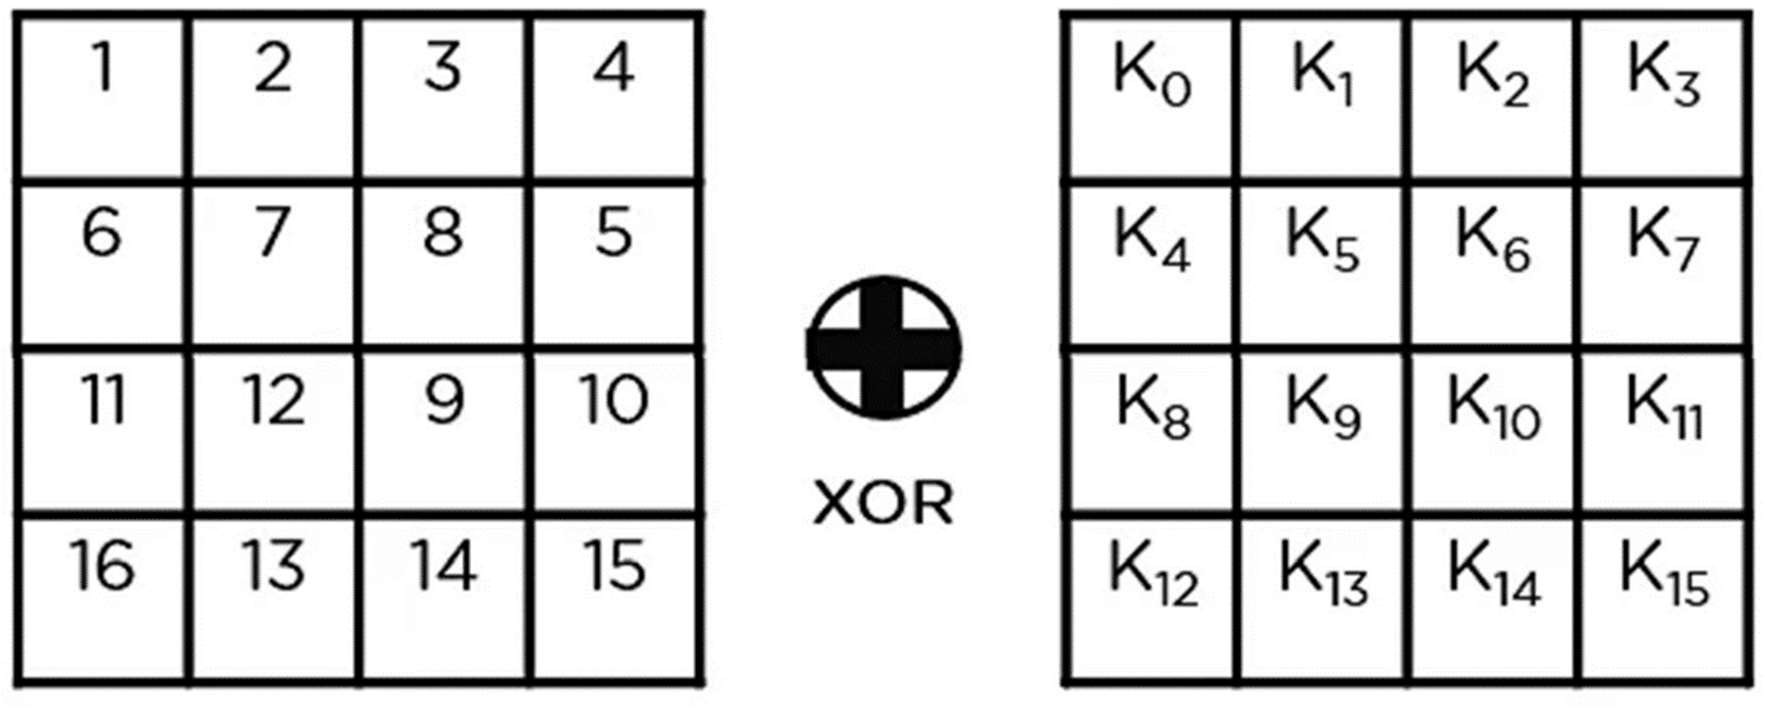 1 2 3 4 K₀ K₁ K₂ K₃
6 7 8 5 K₄ K₅ K₆ K₇
11 12 9 10 K₈ K₉ K₁₀ K₁₁
XOR
16 13 14 15 K₁₂ K₁₃ K₁₄ K₁₅